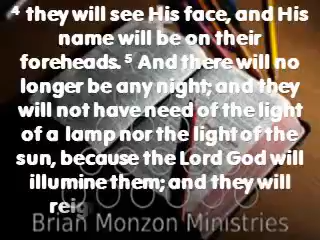 ⁴ they will see His face, and His
name will be on their
foreheads. ⁵ And there will no
longer be any night; and they
will not have need of the light
of a lamp nor the light of the
sun, because the Lord God will
illumine them; and they will
Brian Monzon Ministries